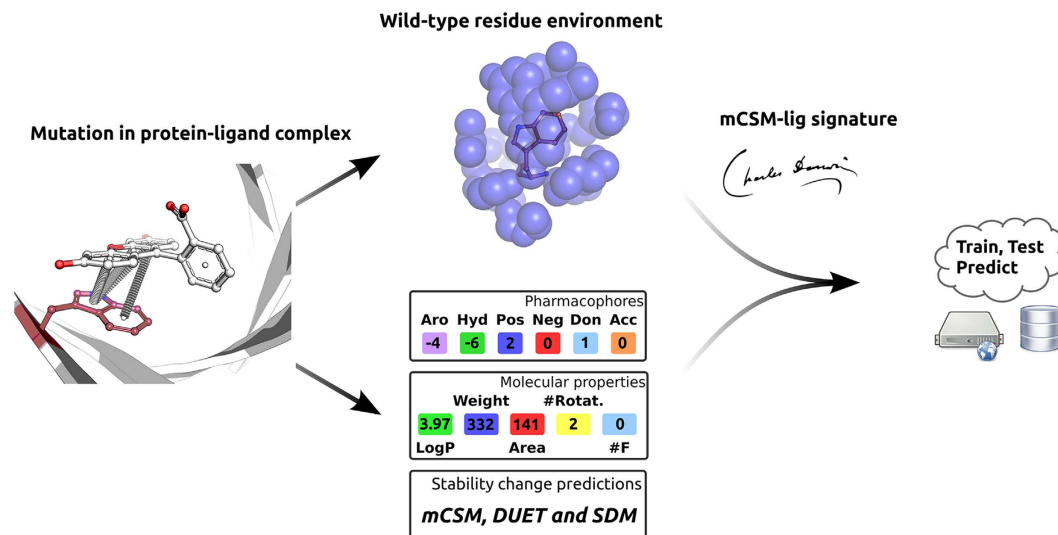 Wild-type residue environment
Mutation in protein-ligand complex
mCSM-lig signature
Charles Darwin
Train, Test
Predict
Pharmacophores
Aro Hyd Pos Neg Don Acc
-4 -6 2 0 1 0
Molecular properties
Weight #Rotat.
3.97 332 141 2 0
LogP Area #F
Stability change predictions
mCSM, DUET and SDM